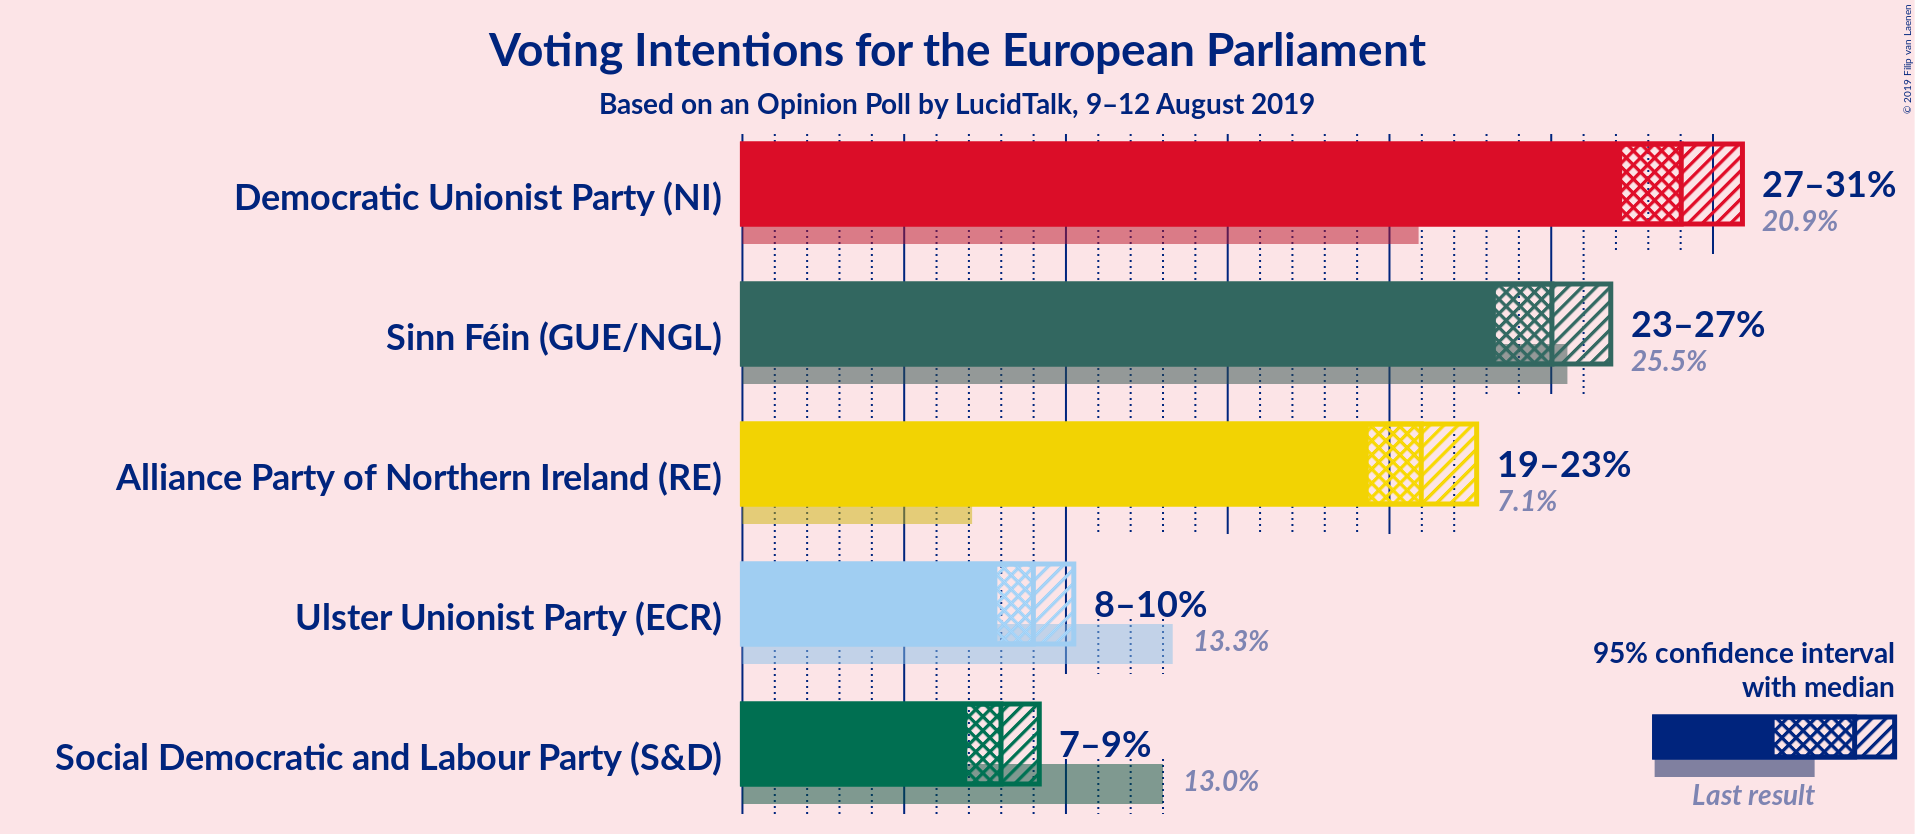 Voting Intentions for the European Parliament
Based on an Opinion Poll by LucidTalk, 9–12 August 2019
© 2019 Filip van Laenen
Democratic Unionist Party (NI)
27–31%
20.9%
Sinn Féin (GUE/NGL)
23–27%
25.5%
Alliance Party of Northern Ireland (RE)
19–23%
7.1%
Ulster Unionist Party (ECR)
8–10%
13.3%
Social Democratic and Labour Party (S&D)
7–9%
13.0%
95% confidence interval
with median
Last result